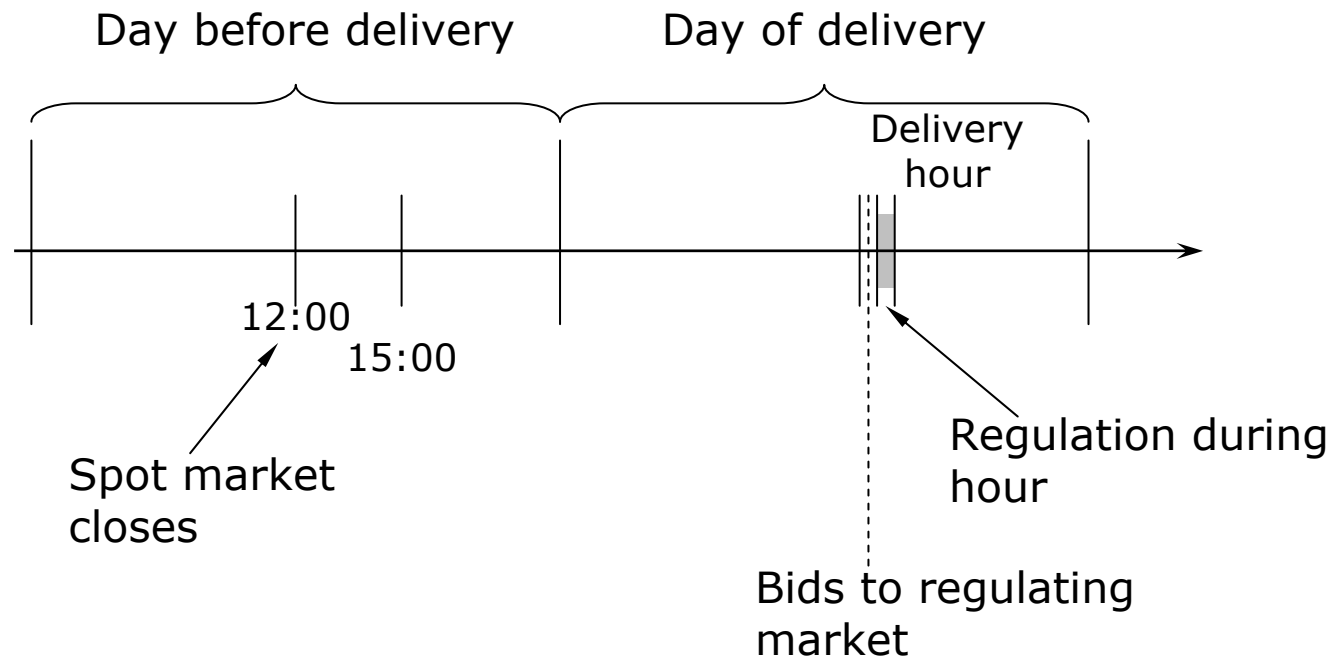 Day before delivery
Day of delivery
Delivery
hour
12:00
15:00
Spot market
closes
Regulation during
hour
Bids to regulating
market